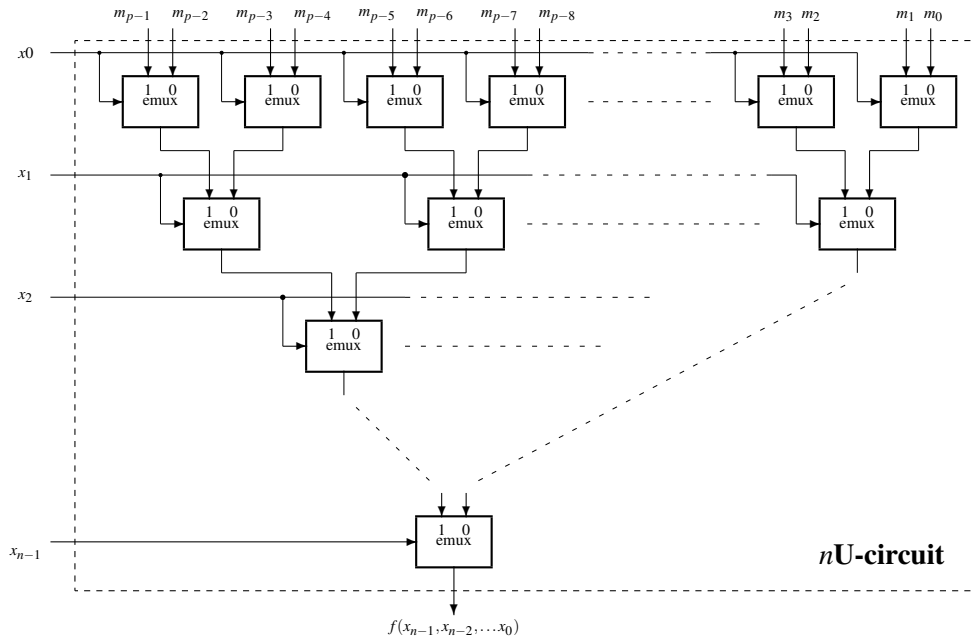 m_{p−1} m_{p−2} m_{p−3} m_{p−4} m_{p−5} m_{p−6} m_{p−7} m_{p−8} m_3 m_2 m_1 m_0
x0
1 0 1 0 1 0 1 0 1 0 1 0
emux emux emux emux emux emux
x_1
1 0 1 0 1 0
emux emux emux
x_2
1 0
emux
1 0
emux
x_{n−1}
nU-circuit
f(x_{n−1}, x_{n−2}, ...x_0)